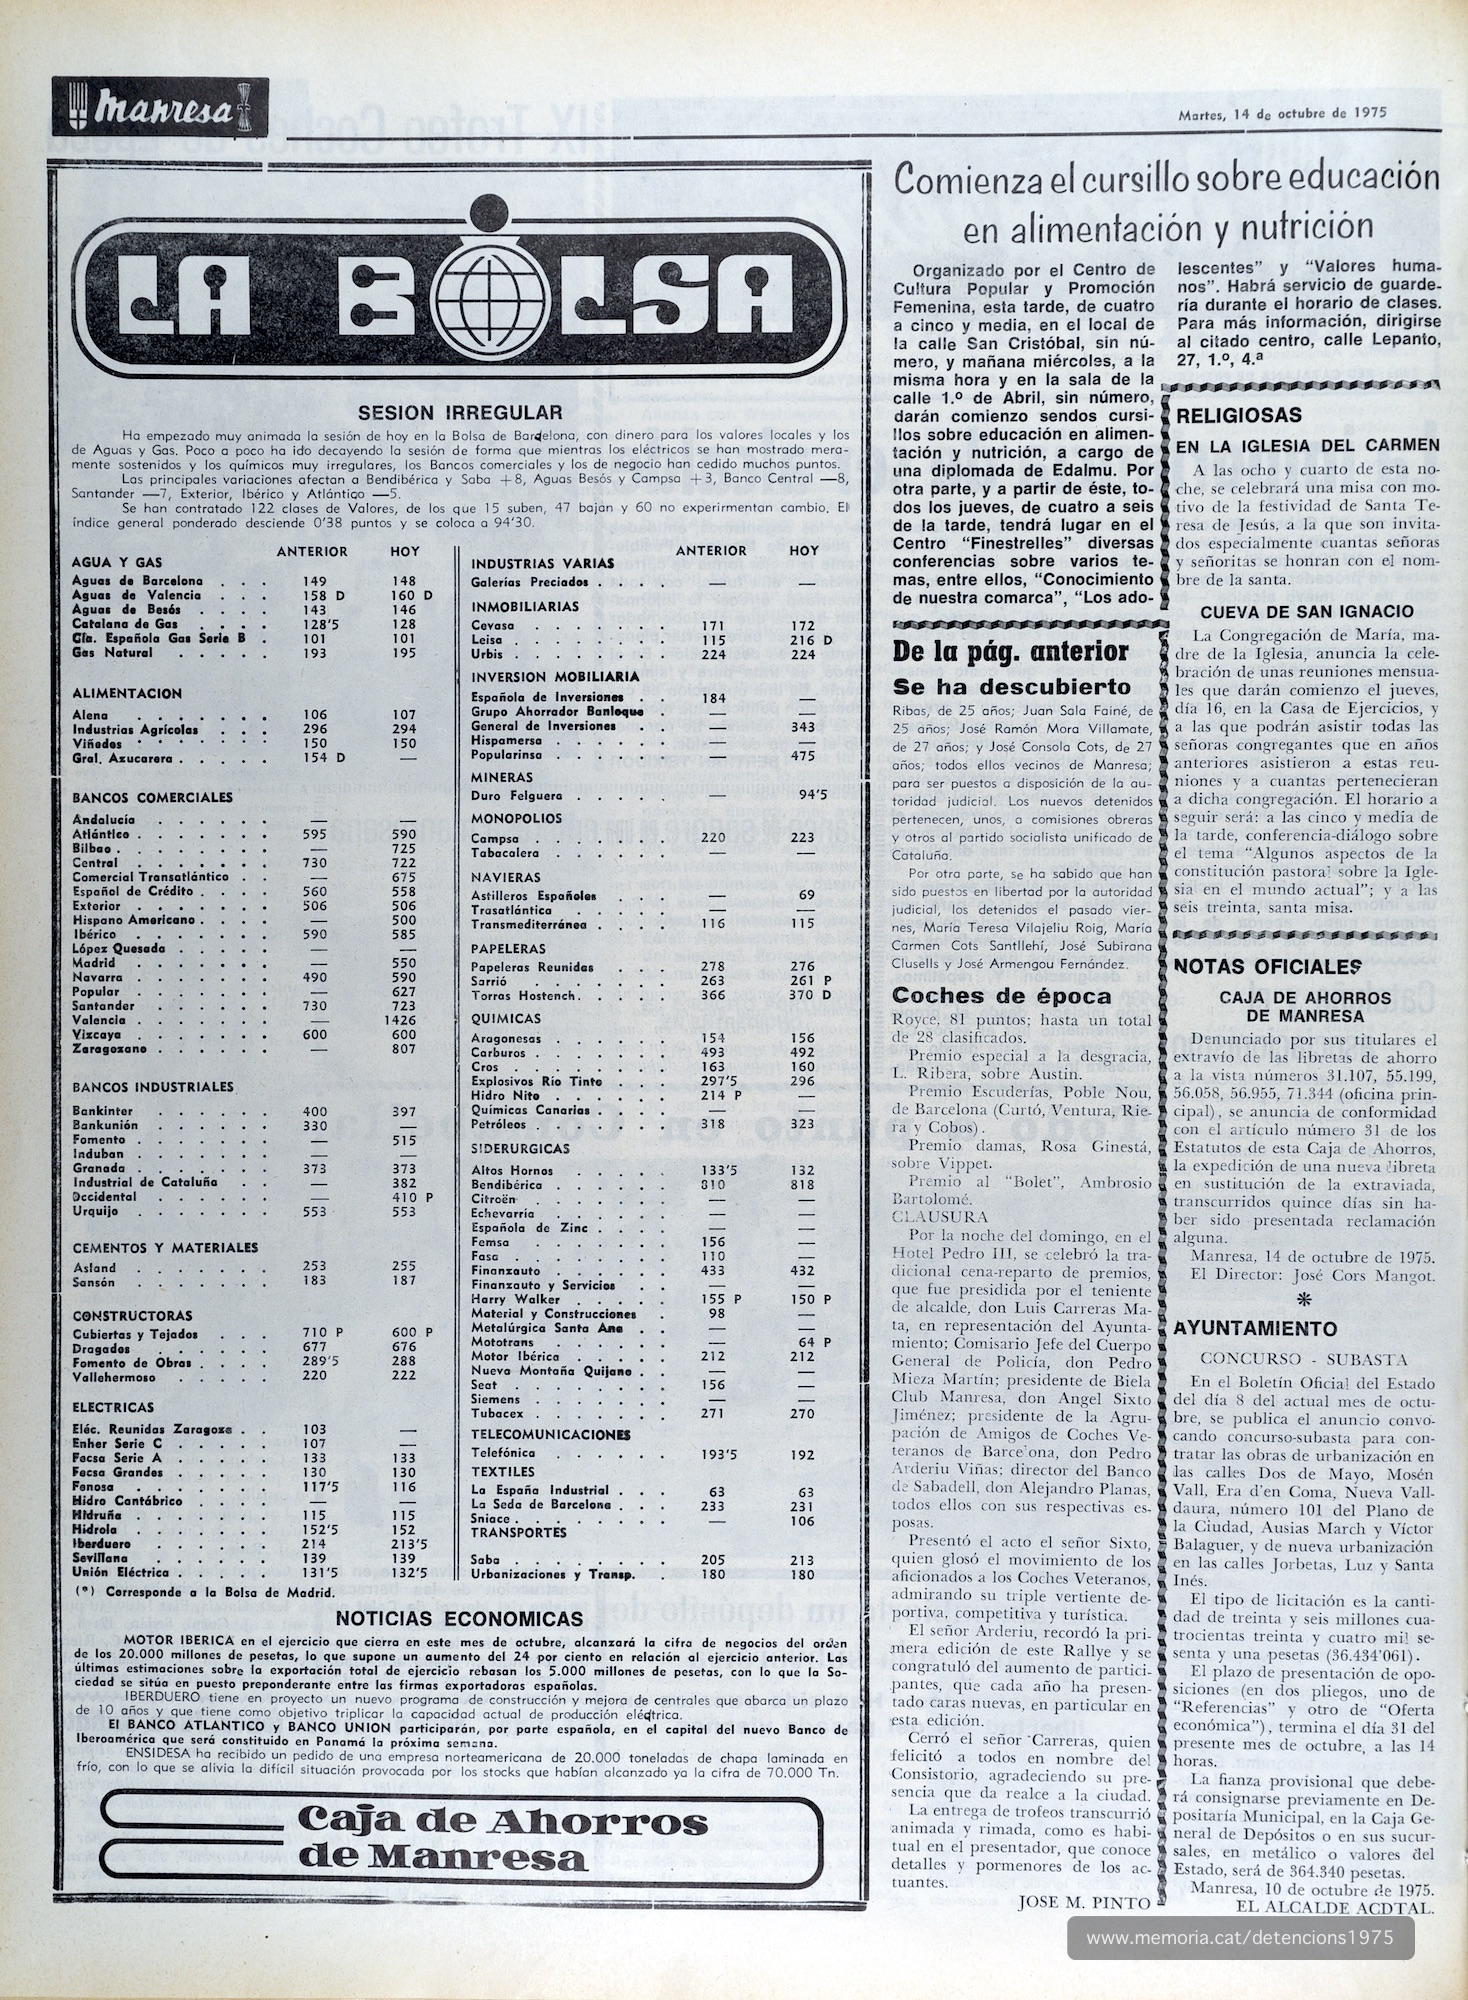 manresa
Martes, 14 de octubre de 1975
LA BOLSA
SESION IRREGULAR
Ha empezado muy animada la sesión de hoy en la Bolsa de Barcelona, con dinero para los valores locales y los
de Aguas y Gas. Poco a poco ha ido decayendo la sesión de forma que mientras los eléctricos se han mostrado mera-
mente sostenidos y los químicos muy irregulares, los Bancos comerciales y los de negocio han cedido muchos puntos.
Las principales variaciones afectan a Bendibérica y Saba +8, Aguas Besós y Campsa +3, Banco Central —8,
Santander —7, Exterior, Ibérico y Atlántico —5.
Se han contratado 122 clases de Valores, de los que 15 suben, 47 bajan y 60 no experirmentan cambio. El
índice general ponderado desciende 0'38 puntos y se coloca a 94'30.
ANTERIOR HOY
AGUA Y GAS
Aguas de Barcelona . . . 149 148
Aguas de Valencia . . . 158 D 160 D
Aguas de Besós . . . . 143 146
Catalana de Gas . . . . 128'5 128
Cía. Española Gas Serie B . 101 101
Gas Natural . . . . . 193 195
ALIMENTACION
Alena . . . . . . . 106 107
Industrias Agrícolas . . . 296 294
Viñedos . . . . . . 150 150
Gral. Azucarera . . . . . 154 D —
BANCOS COMERCIALES
Andalucía . . . . . . — —
Atlántico . . . . . . . 595 590
Bilbao . . . . . . . . — 725
Central . . . . . . . 730 722
Comercial Transatlántico . . — 675
Español de Crédito . . . . 560 558
Exterior . . . . . . . 506 506
Hispano Americano . . . . — 500
Ibérico . . . . . . . 590 585
López Quesada . . . . . — —
Madrid . . . . . . . — 550
Navarra . . . . . . . 490 590
Popular . . . . . . . — 627
Santander . . . . . . . 730 723
Valencia . . . . . . . — 1426
Vizcaya . . . . . . . 600 600
Zaragozano . . . . . . — 807
BANCOS INDUSTRIALES
Bankinter . . . . . . 400 397
Bankunión . . . . . . 330 —
Fomento . . . . . . . — 515
Induban . . . . . . . — —
Granada . . . . . . . 373 373
Industrial de Cataluña . . — 382
Occidental . . . . . . — 410 P
Urquijo . . . . . . . 553 553
CEMENTOS Y MATERIALES
Asland . . . . . . . 253 255
Sansón . . . . . . . 183 187
CONSTRUCTORAS
Cubiertas y Tejados . . . 710 P 600 P
Dragados . . . . . . 677 676
Fomento de Obras . . . . 289'5 288
Vallehermoso . . . . . 220 222
ELECTRICAS
Eléc. Reunidas Zaragoza . . 103 —
Enher Serie C . . . . . 107 —
Fecsa Serie A . . . . . 133 133
Fecsa Grandes . . . . . 130 130
Fenosa . . . . . . . 117'5 116
Hidro Cantábrico . . . . — —
Hidruña . . . . . . . 115 115
Hidrola . . . . . . . 152'5 152
Iberduero . . . . . . 214 213'5
Sevillana . . . . . . 139 139
Unión Eléctrica . . . . . 131'5 132'5
(*) Corresponde a la Bolsa de Madrid.
ANTERIOR HOY
INDUSTRIAS VARIAS
Galerías Preciados . . . . — —
INMOBILIARIAS
Cevasa . . . . . . . 171 172
Leisa . . . . . . . . 115 216 D
Urbis . . . . . . . . 224 224
INVERSION MOBILIARIA
Española de Inversiones . . 184 —
Grupo Ahorrador Banloque . — —
General de Inversiones . . — 343
Hispamersa . . . . . . — —
Popularinsa . . . . . . — 475
MINERAS
Duro Felguera . . . . . — 94'5
MONOPOLIOS
Campsa . . . . . . . 220 223
Tabacalera . . . . . . — —
NAVIERAS
Astilleros Españoles . . . — 69
Trasatlántica . . . . . — —
Transmediterránea . . . . 116 115
PAPELERAS
Papeleras Reunidas . . . 278 276
Sarrió . . . . . . . 263 261 P
Torras Hostench . . . . . 366 370 D
QUIMICAS
Aragonesas . . . . . . 154 156
Carburos . . . . . . . 493 492
Cros . . . . . . . . 163 160
Explosivos Río Tinto . . . 297'5 296
Hidro Nitro . . . . . . 214 P —
Químicas Canarias . . . . — —
Petróleos . . . . . . . 318 323
SIDERURGICAS
Altos Hornos . . . . . 133'5 132
Bendibérica . . . . . . 810 818
Citroën . . . . . . . — —
Echevarría . . . . . . — —
Española de Zinc . . . . — —
Femsa . . . . . . . 156 —
Fasa . . . . . . . . 110 —
Finanzauto . . . . . . 433 432
Finanzauto y Servicios . . — —
Harry Walker . . . . . 155 P 150 P
Material y Construcciones . 98 —
Metalúrgica Santa Ana . . — —
Mototrans . . . . . . — 64 P
Motor Ibérica . . . . . 212 212
Nueva Montaña Quijano . . — —
Seat . . . . . . . . 156 —
Siemens . . . . . . . — —
Tubacex . . . . . . . 271 270
TELECOMUNICACIONES
Telefónica . . . . . . 193'5 192
TEXTILES
La España Industrial . . . 63 63
La Seda de Barcelona . . . 233 231
Sniace . . . . . . . . — 106
TRANSPORTES
Saba . . . . . . . . 205 213
Urbanizaciones y Transp. . 180 180
NOTICIAS ECONOMICAS
MOTOR IBERICA en el ejercicio que cierra en este mes de octubre, alcanzará la cifra de negocios del orden
de los 20.000 millones de pesetas, lo que supone un aumento del 24 por ciento en relación al ejercicio anterior. Las
últimas estimaciones sobre la exportación total de ejercicio rebasan los 5.000 millones de pesetas, con lo que la So-
ciedad se sitúa en puesto preponderante entre las firmas exportadoras españolas.
IBERDUERO tiene en proyecto un nuevo programa de construcción y mejora de centrales que abarca un plazo
de 10 años y que tiene como objetivo triplicar la capacidad actual de producción eléctrica.
El BANCO ATLANTICO y BANCO UNION participarán, por parte española, en el capital del nuevo Banco de
Iberoamérica que será constituido en Panamá la próxima semana.
ENSIDESA ha recibido un pedido de una empresa norteamericana de 20.000 toneladas de chapa laminada en
frío, con lo que se alivia la difícil situación provocada por los stocks que habían alcanzado ya la cifra de 70.000 Tn.
Caja de Ahorros
de Manresa
Comienza el cursillo sobre educación
en alimentación y nutrición
Organizado por el Centro de
Cultura Popular y Promoción
Femenina, esta tarde, de cuatro
a cinco y media, en el local de
la calle San Cristóbal, sin nú-
mero, y mañana miércoles, a la
misma hora y en la sala de la
calle 1.º de Abril, sin número,
darán comienzo sendos cursi-
llos sobre educación en alimen-
tación y nutrición, a cargo de
una diplomada de Edalmu. Por
otra parte, y a partir de éste, to-
dos los jueves, de cuatro a seis
de la tarde, tendrá lugar en el
Centro "Finestrelles" diversas
conferencias sobre varios te-
mas, entre ellos, "Conocimiento
de nuestra comarca", "Los ado-
lescentes" y "Valores huma-
nos". Habrá servicio de guarde-
ría durante el horario de clases.
Para más información, dirigirse
al citado centro, calle Lepanto,
27, 1.º, 4.ª
De la pág. anterior
Se ha descubierto
Ribas, de 25 años; Juan Sala Fainé, de
25 años; José Ramón Mora Villamate,
de 27 años; y José Consola Cots, de 27
años; todos ellos vecinos de Manresa;
para ser puestos a disposición de la au-
toridad judicial. Los nuevos detenidos
pertenecen, unos, a comisiones obreras
y otros al partido socialista unificado de
Cataluña.
Por otra parte, se ha sabido que han
sido puestos en libertad por la autoridad
judicial, los detenidos el pasado vier-
nes, María Teresa Vilajeliu Roig, María
Carmen Cots Santllehí, José Subirana
Clusells y José Armengou Fernández.
Coches de época
Royce, 81 puntos; hasta un total
de 28 clasificados.
Premio especial a la desgracia,
L. Ribera, sobre Austin.
Premio Escuderías, Poble Nou,
de Barcelona (Curtó, Ventura, Rie-
ra y Cobos).
Premio damas, Rosa Ginestá,
sobre Vippet.
Premio al "Bolet", Ambrosio
Bartolomé.
CLAUSURA
Por la noche del domingo, en el
Hotel Pedro III, se celebró la tra-
dicional cena-reparto de premios,
que fue presidida por el teniente
de alcalde, don Luis Carreras Ma-
ta, en representación del Ayunta-
miento; Comisario Jefe del Cuerpo
General de Policía, don Pedro
Mieza Martín; presidente de Biela
Club Manresa, don Angel Sixto
Jiménez; presidente de la Agru-
pación de Amigos de Coches Ve-
teranos de Barce'ona, don Pedro
Arderiu Viñas; director del Banco
de Sabadell, don Alejandro Planas,
todos ellos con sus respectivas es-
posas.
Presentó el acto el señor Sixto,
quien glosó el movimiento de los
aficionados a los Coches Veteranos,
admirando su triple vertiente de-
portiva, competitiva y turística.
El señor Arderiu, recordó la pri-
mera edición de este Rallye y se
congratuló del aumento de partici-
pantes, que cada año ha presen-
tado caras nuevas, en particular en
esta edición.
Cerró el señor Carreras, quien
felicitó a todos en nombre del
Consistorio, agradeciendo su pre-
sencia que da realce a la ciudad.
La entrega de trofeos transcurrió
animada y rimada, como es habi-
tual en el presentador, que conoce
detalles y pormenores de los ac-
tuantes.
JOSE M. PINTO
RELIGIOSAS
EN LA IGLESIA DEL CARMEN
A las ocho y cuarto de esta no-
che, se celebrará una misa con mo-
tivo de la festividad de Santa Te-
resa de Jesús, a la que son invita-
dos especialmente cuantas señoras
y señoritas se honran con el nom-
bre de la santa.
CUEVA DE SAN IGNACIO
La Congregación de María, ma-
dre de la Iglesia, anuncia la cele-
bración de unas reuniones mensua-
les que darán comienzo el jueves,
día 16, en la Casa de Ejercicios, y
a las que podrán asistir todas las
señoras congregantes que en años
anteriores asistieron a estas reu-
niones y a cuantas pertenecieran
a dicha congregación. El horario a
seguir será: a las cinco y media de
la tarde, conferencia-diálogo sobre
el tema "Algunos aspectos de la
constitución pastoral sobre la Igle-
sia en el mundo actual"; y a las
seis treinta, santa misa.
NOTAS OFICIALES
CAJA DE AHORROS
DE MANRESA
Denunciado por sus titulares el
extravío de las libretas de ahorro
a la vista números 31.107, 55.199,
56.058, 56.955, 71.344 (oficina prin-
cipal), se anuncia de conformidad
con el artículo número 31 de los
Estatutos de esta Caja de Ahorros,
la expedición de una nueva libreta
en sustitución de la extraviada,
transcurridos quince días sin ha-
ber sido presentada reclamación
alguna.
Manresa, 14 de octubre de 1975.
El Director: José Cors Mangot.
*
AYUNTAMIENTO
CONCURSO - SUBASTA
En el Boletín Oficial del Estado
del día 8 del actual mes de octu-
bre, se publica el anuncio convo-
cando concurso-subasta para con-
tratar las obras de urbanización en
las calles Dos de Mayo, Mosén
Vall, Era d'en Coma, Nueva Vall-
daura, número 101 del Plano de
la Ciudad, Ausias March y Víctor
Balaguer, y de nueva urbanización
en las calles Jorbetas, Luz y Santa
Inés.
El tipo de licitación es la canti-
dad de treinta y seis millones cua-
trocientas treinta y cuatro mil se-
senta y una pesetas (36.434'061).
El plazo de presentación de opo-
siciones (en dos pliegos, uno de
"Referencias" y otro de "Oferta
económica"), termina el día 31 del
presente mes de octubre, a las 14
horas.
La fianza provisional que debe-
rá consignarse previamente en De-
positaría Municipal, en la Caja Ge-
neral de Depósitos o en sus sucur-
sales, en metálico o valores del
Estado, será de 364.340 pesetas.
Manresa, 10 de octubre de 1975.
EL ALCALDE ACDTAL.
www.memoria.cat/detencions1975